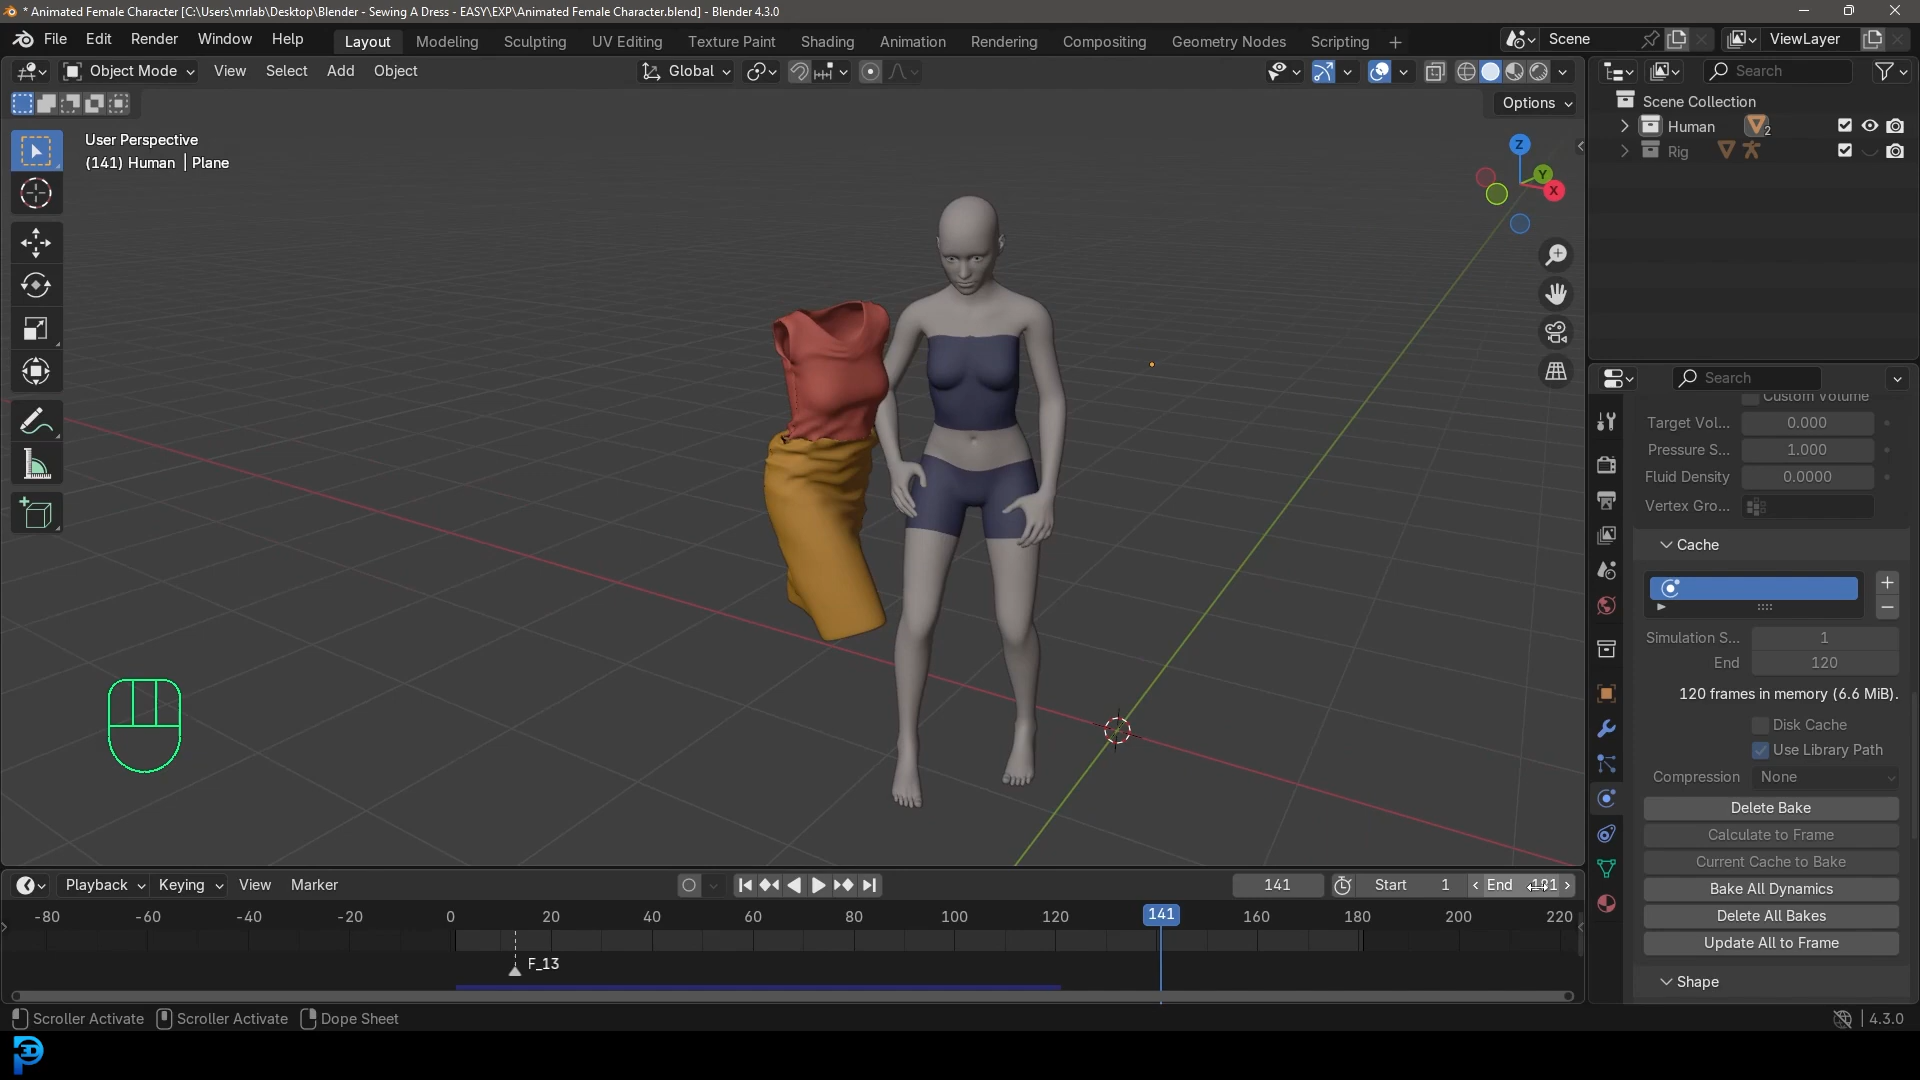 * Animated Female Character [C:\Users\mrlab\Desktop\Blender - Sewing A Dress - EASY\EXP\Animated Female Character.blend] - Blender 4.3.0
File Edit Render Window Help Layout Modeling Sculpting UV Editing Texture Paint Shading Animation Rendering Compositing Geometry Nodes Scripting + Scene ViewLayer
Object Mode View Select Add Object Global Search
Options
User Perspective
(141) Human | Plane
Z
Y
X
Scene Collection
Human 2
Rig
Search
Custom Volume
Target Vol... 0.000
Pressure S... 1.000
Fluid Density 0.0000
Vertex Gro...
Cache
Simulation S... 1
End 120
120 frames in memory (6.6 MiB).
Disk Cache
Use Library Path
Compression None
Delete Bake
Calculate to Frame
Current Cache to Bake
Bake All Dynamics
Delete All Bakes
Update All to Frame
Shape
Playback Keying View Marker 141 Start 1 End
-80 -60 -40 -20 0 20 40 60 80 100 120 141 160 180 200 220
F_13
Scroller Activate Scroller Activate Dope Sheet 4.3.0